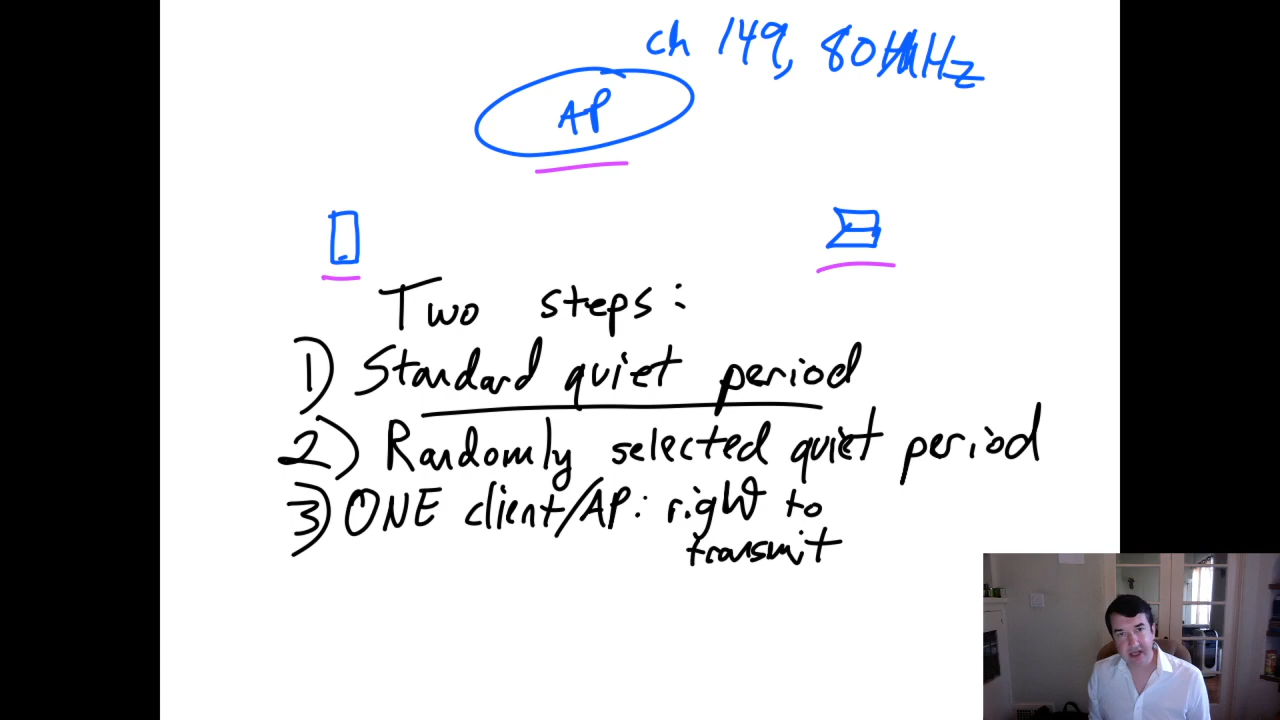 ch 149, 80MHz
AP
Two steps:
1) Standard quiet period
2) Randomly selected quiet period
3) ONE client/AP: right to
transmit